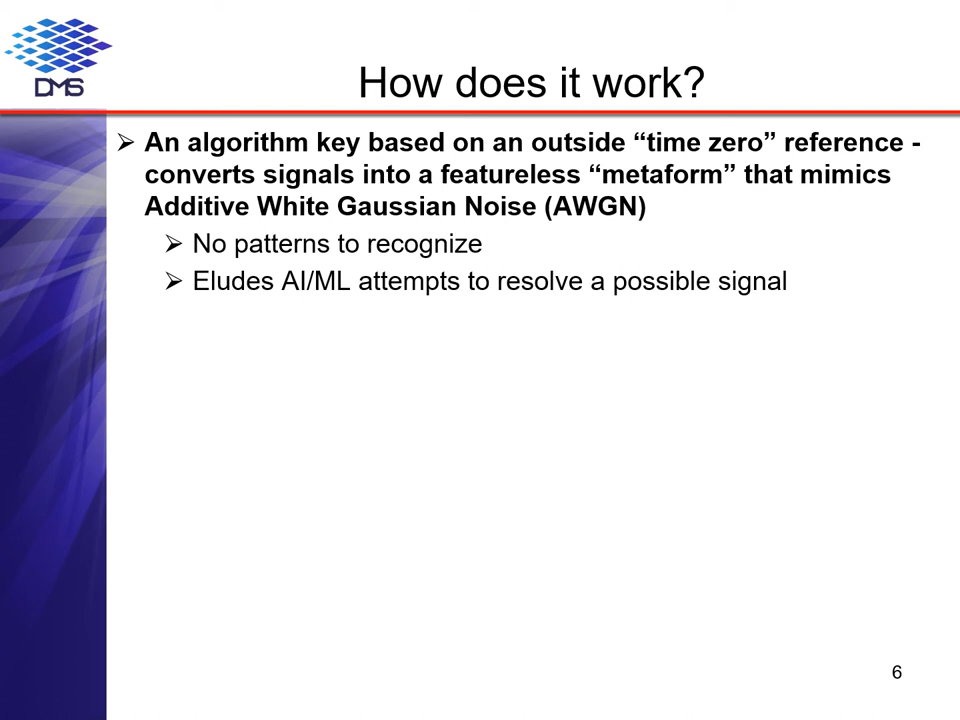 DMS
How does it work?
An algorithm key based on an outside “time zero” reference -
converts signals into a featureless “metaform” that mimics
Additive White Gaussian Noise (AWGN)
No patterns to recognize
Eludes AI/ML attempts to resolve a possible signal
6